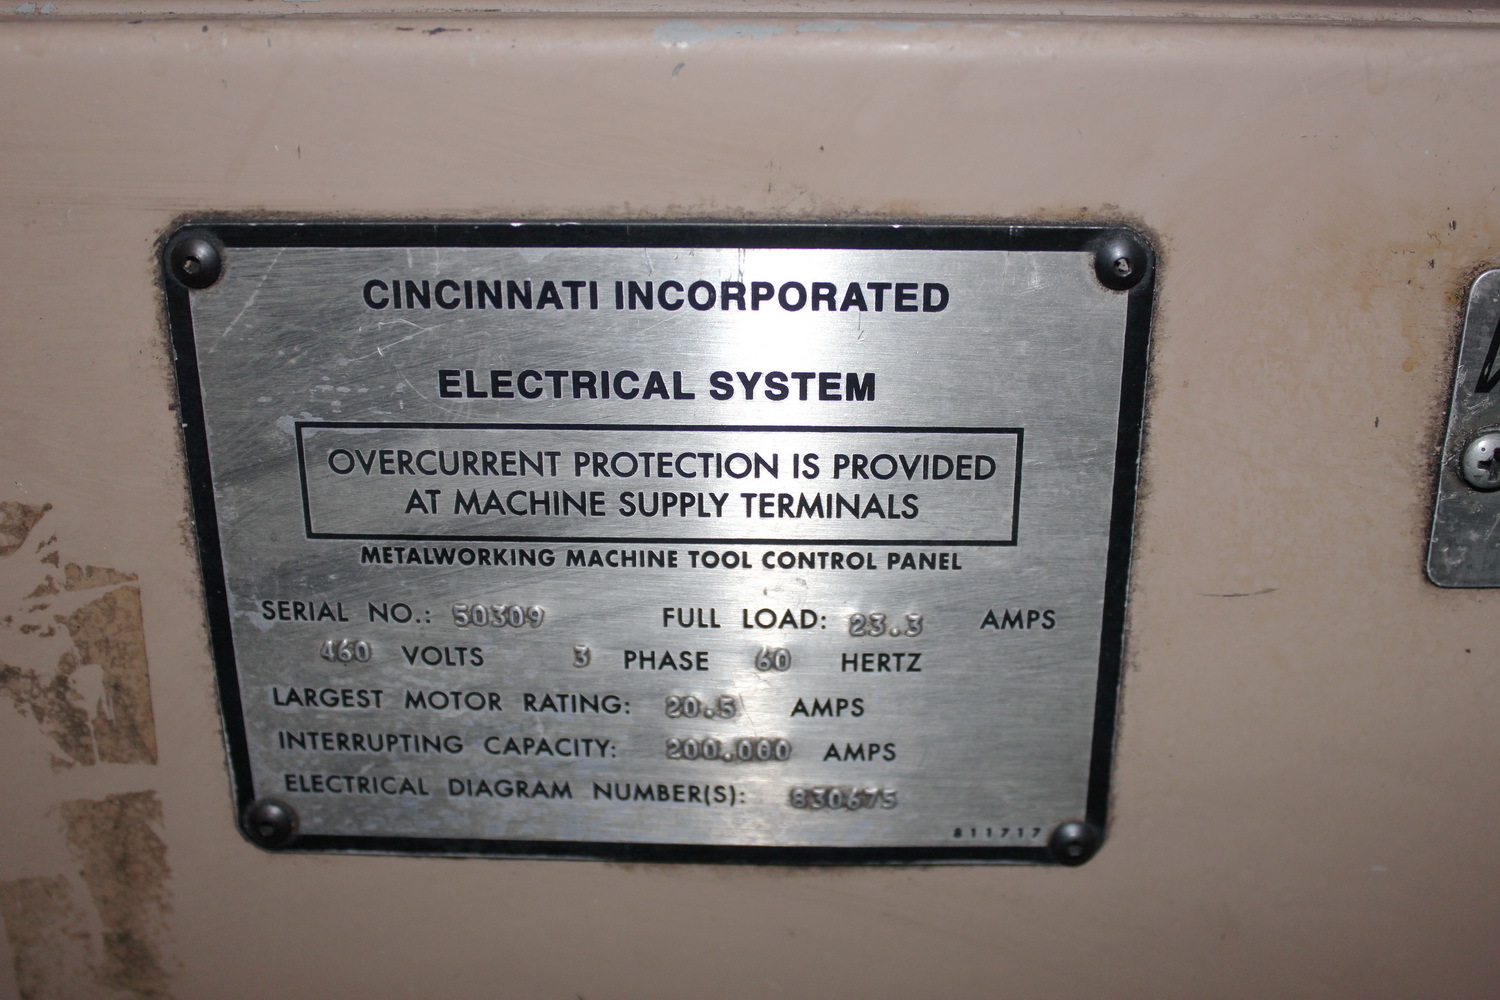 CINCINNATI INCORPORATED
ELECTRICAL SYSTEM
OVERCURRENT PROTECTION IS PROVIDED
AT MACHINE SUPPLY TERMINALS
METALWORKING MACHINE TOOL CONTROL PANEL
SERIAL NO.: 50309 FULL LOAD: 23.3 AMPS
460 VOLTS 3 PHASE 60 HERTZ
LARGEST MOTOR RATING: 20.5 AMPS
INTERRUPTING CAPACITY: 200.000 AMPS
ELECTRICAL DIAGRAM NUMBER(S): 830675
811717